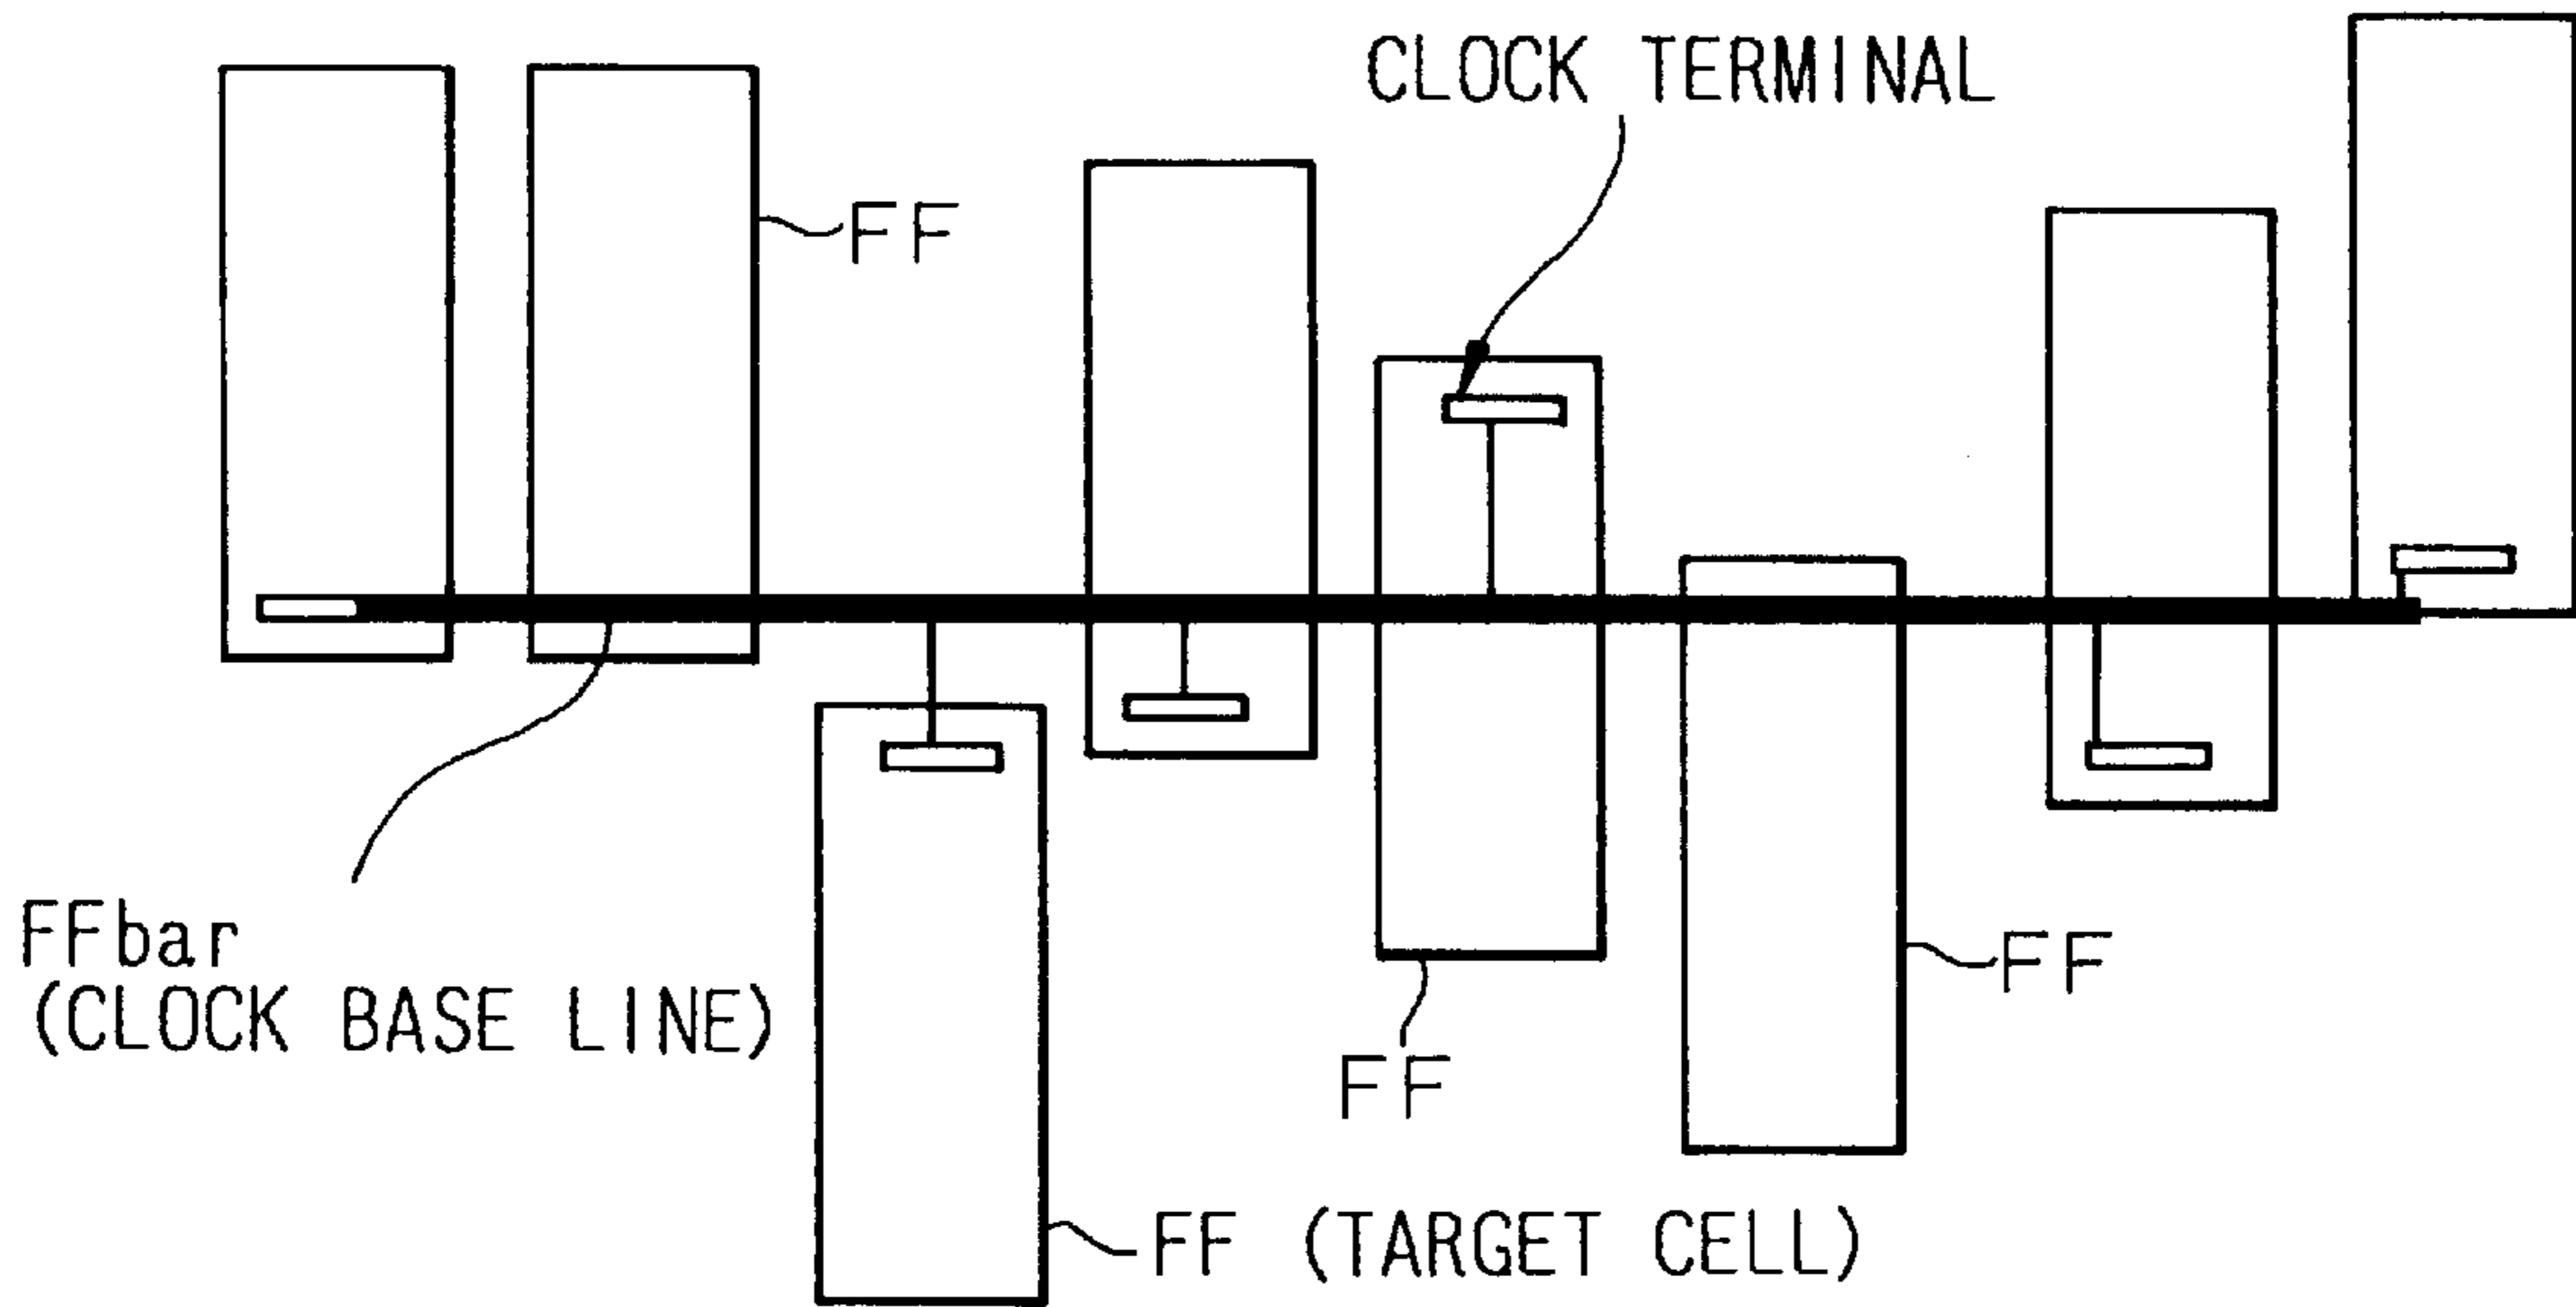 CLOCK TERMINAL
FF
FFbar
(CLOCK BASE LINE)
FF
FF
FF (TARGET CELL)